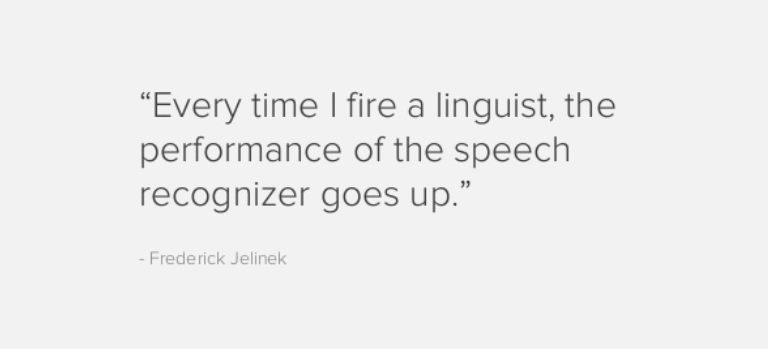 “Every time I fire a linguist, the
performance of the speech
recognizer goes up.”
- Frederick Jelinek